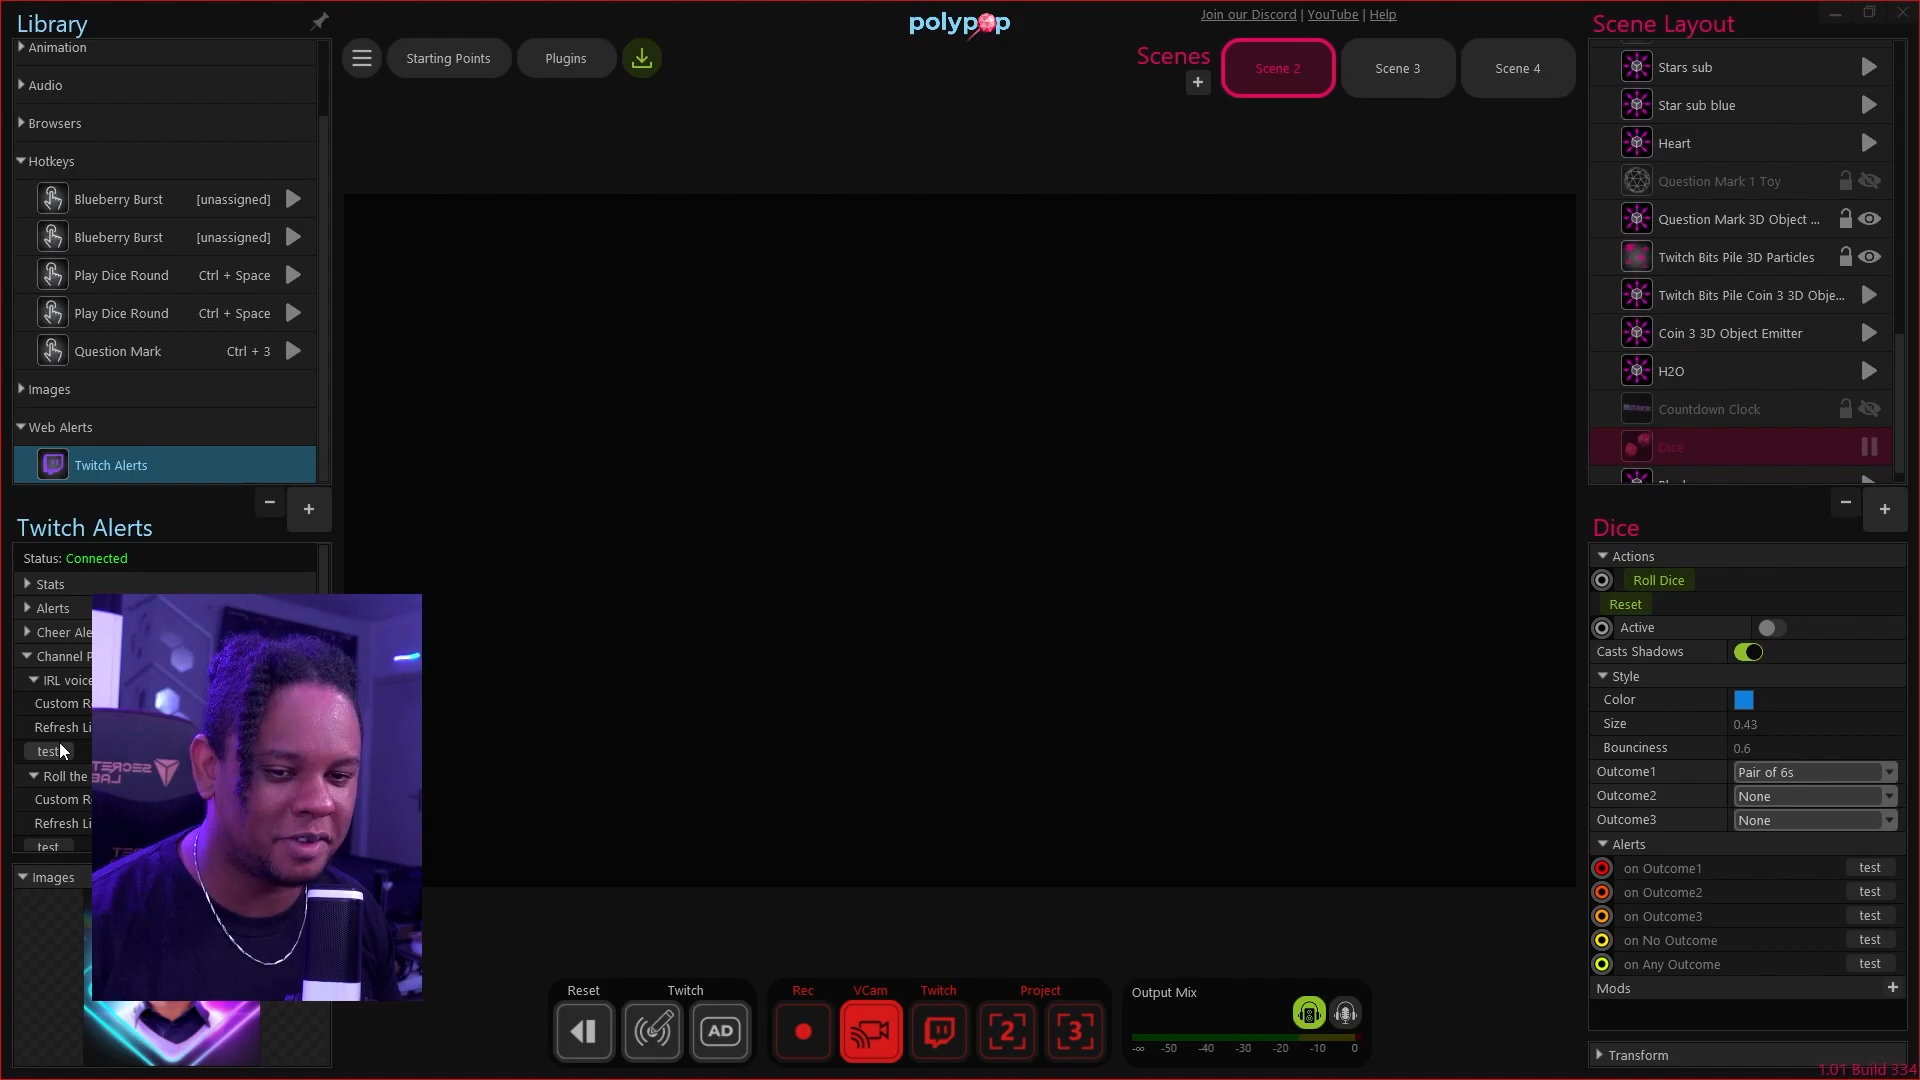 Library
polypop
Join our Discord | YouTube | Help
Scene Layout
Animation
Audio
Browsers
Hotkeys
Blueberry Burst [unassigned]
Blueberry Burst [unassigned]
Play Dice Round Ctrl + Space
Play Dice Round Ctrl + Space
Question Mark Ctrl + 3
Images
Web Alerts
Twitch Alerts
Starting Points
Plugins
Scenes
+
Scene 2
Scene 3
Scene 4
Stars sub
Star sub blue
Heart
Question Mark 1 Toy
Question Mark 3D Object ...
Twitch Bits Pile 3D Particles
Twitch Bits Pile Coin 3 3D Obje...
Coin 3 3D Object Emitter
H2O
Countdown Clock
Dice
- +
- +
Twitch Alerts
Status: Connected
Stats
Alerts
Cheer Ale
Channel P
IRL voice
Custom R
Refresh Li
test
Roll the
Custom R
Refresh Li
test
Images
SECRET
LAB
Dice
Actions
Roll Dice
Reset
Active
Casts Shadows
Style
Color
Size 0.43
Bounciness 0.6
Outcome1 Pair of 6s
Outcome2 None
Outcome3 None
Alerts
on Outcome1 test
on Outcome2 test
on Outcome3 test
on No Outcome test
on Any Outcome test
Mods +
Transform
Reset
Twitch
AD
Rec
VCam
Twitch
Project
2
3
Output Mix
-∞ -50 -40 -30 -20 -10 0
1.01 Build 334